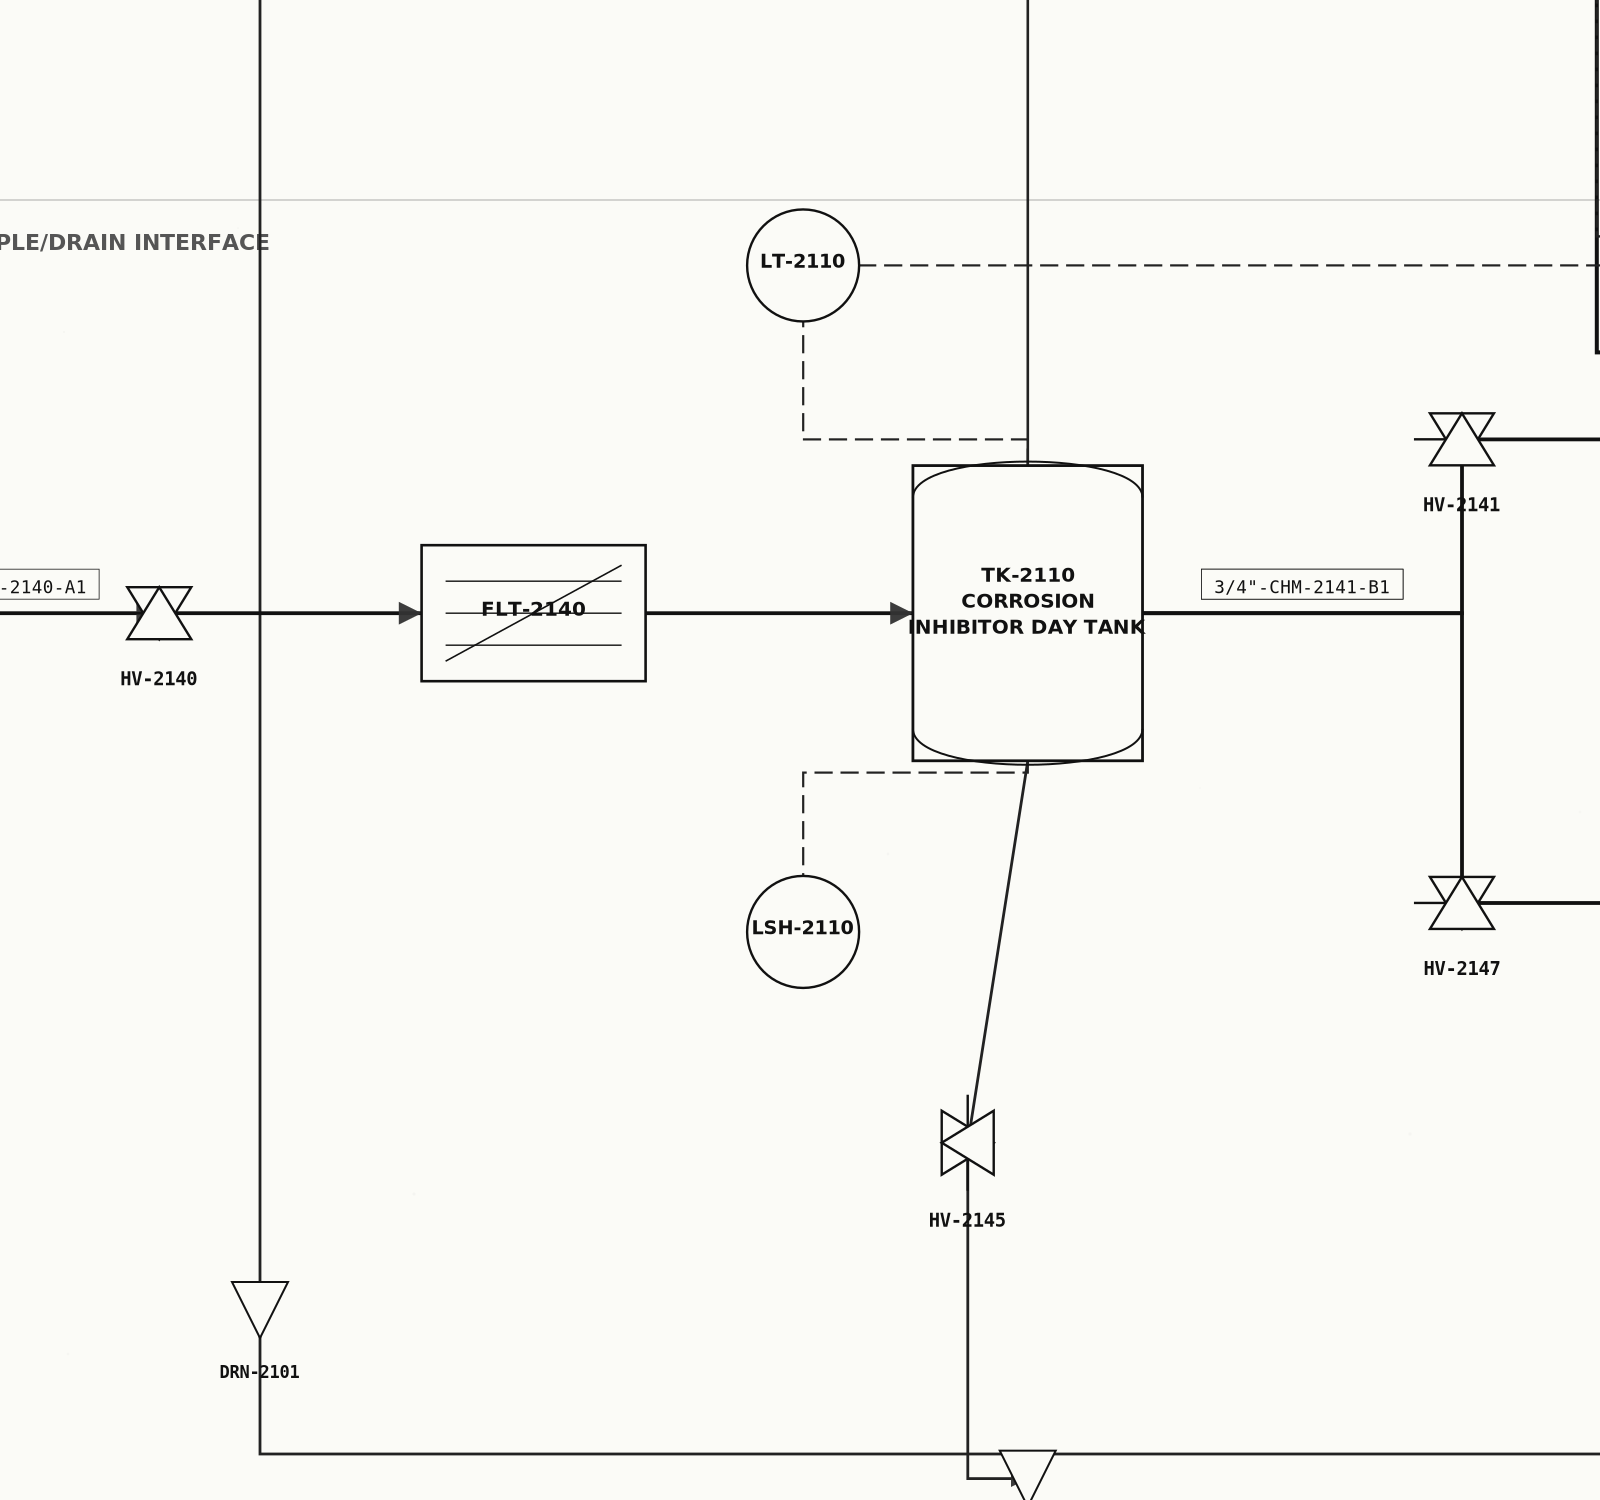 PLE/DRAIN INTERFACE
LT-2110
HV-2141
-2140-A1
FLT-2140
TK-2110
CORROSION
INHIBITOR DAY TANK
3/4"-CHM-2141-B1
HV-2140
LSH-2110
HV-2147
HV-2145
DRN-2101